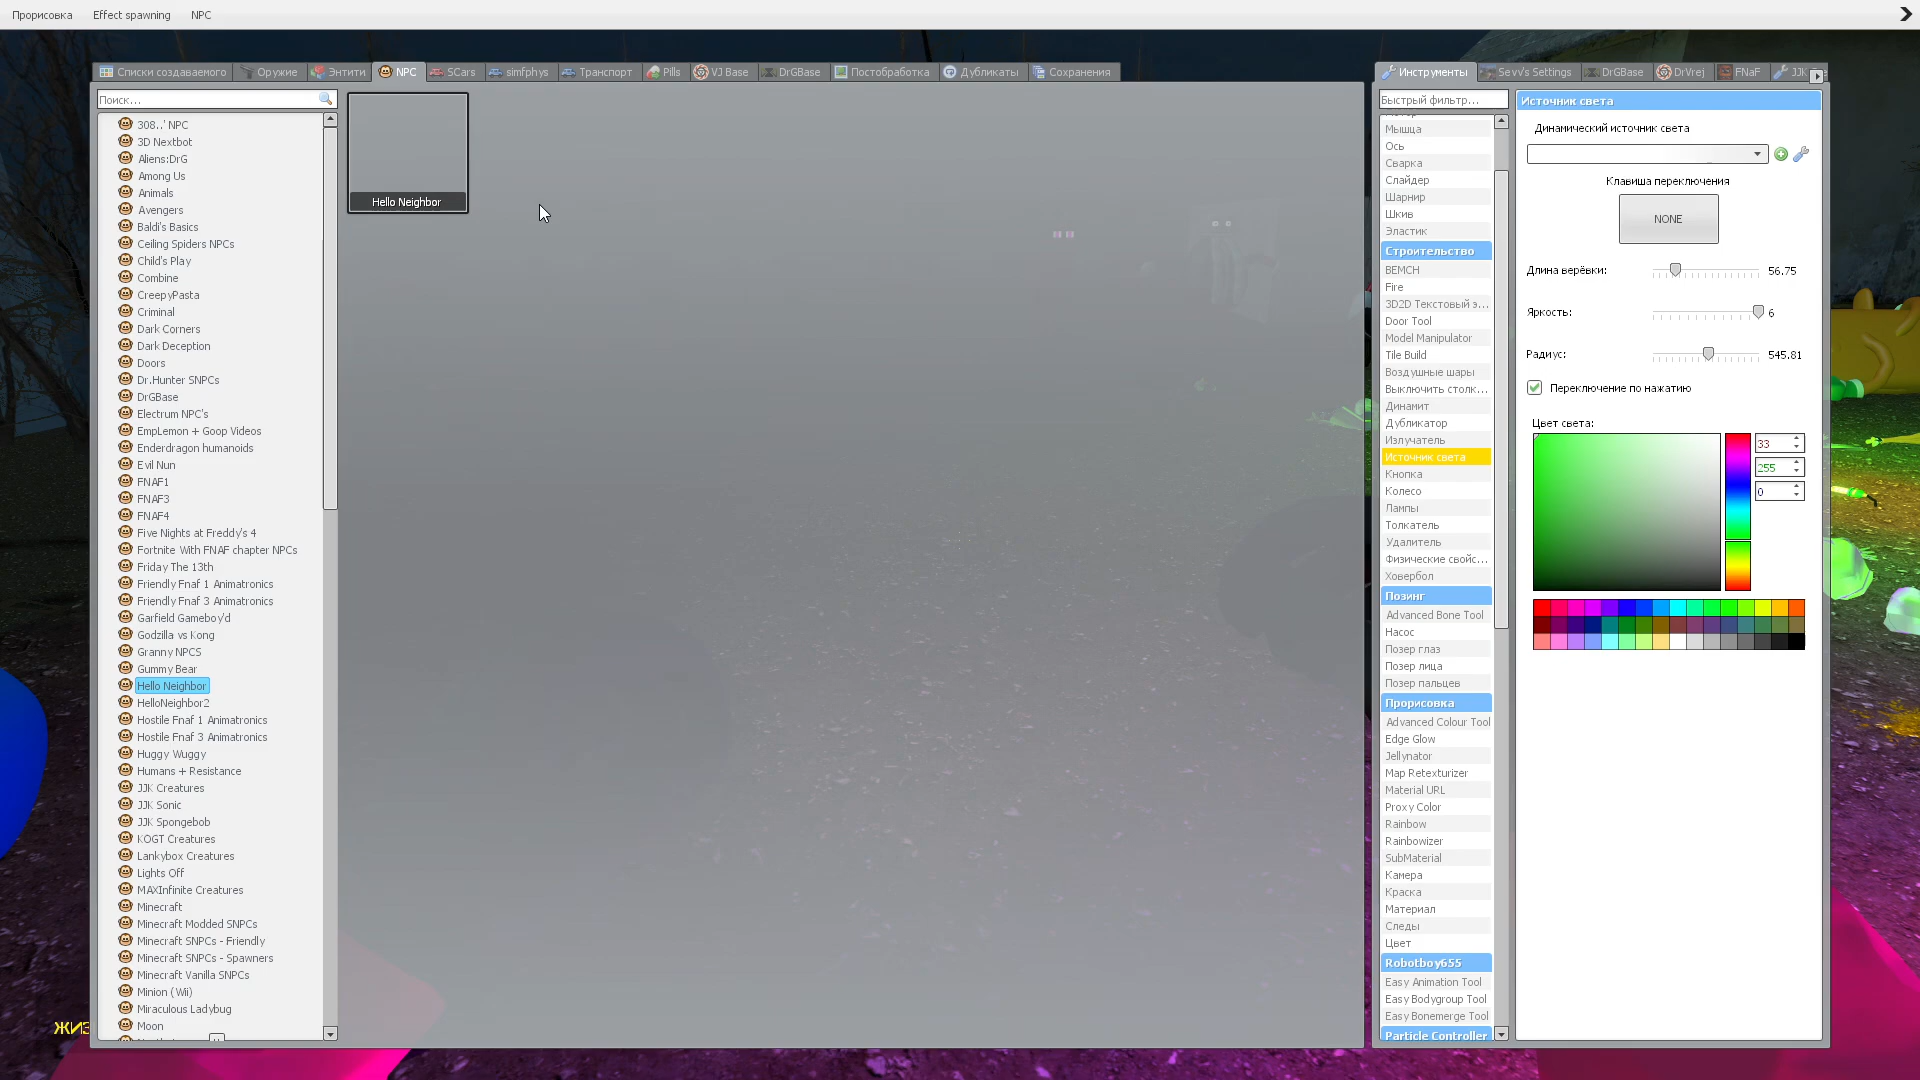 Прорисовка Effect spawning NPC
Списки создаваемого Оружие Энтити NPC SCars simfphys Транспорт Pills VJ Base DrGBase Постобработка Дубликаты Сохранения
Поиск...
308..' NPC
3D Nextbot
Aliens:DrG
Among Us
Animals
Avengers
Baldi's Basics
Ceiling Spiders NPCs
Child's Play
Combine
CreepyPasta
Criminal
Dark Corners
Dark Deception
Doors
Dr.Hunter SNPCs
DrGBase
Electrum NPC's
EmpLemon + Goop Videos
Enderdragon humanoids
Evil Nun
FNAF1
FNAF3
FNAF4
Five Nights at Freddy's 4
Fortnite With FNAF chapter NPCs
Friday The 13th
Friendly Fnaf 1 Animatronics
Friendly Fnaf 3 Animatronics
Garfield Gameboy'd
Godzilla vs Kong
Granny NPCS
Gummy Bear
Hello Neighbor
HelloNeighbor2
Hostile Fnaf 1 Animatronics
Hostile Fnaf 3 Animatronics
Huggy Wuggy
Humans + Resistance
JJK Creatures
JJK Sonic
JJK Spongebob
KOGT Creatures
Lankybox Creatures
Lights Off
MAXInfinite Creatures
Minecraft
Minecraft Modded SNPCs
Minecraft SNPCs - Friendly
Minecraft SNPCs - Spawners
Minecraft Vanilla SNPCs
Minion (Wii)
Miraculous Ladybug
Moon
Hello Neighbor
ЖИЗ
Инструменты Sevv's Settings DrGBase DrVrej FNaF JJK
Быстрый фильтр...
Мышца
Ось
Сварка
Слайдер
Шарнир
Шкив
Эластик
Строительство
BEMCH
Fire
3D2D Текстовый э...
Door Tool
Model Manipulator
Tile Build
Воздушные шары
Выключить столк...
Динамит
Дубликатор
Излучатель
Источник света
Кнопка
Колесо
Лампы
Толкатель
Удалитель
Физические свойс...
Ховербол
Позинг
Advanced Bone Tool
Насос
Позер глаз
Позер лица
Позер пальцев
Прорисовка
Advanced Colour Tool
Edge Glow
Jellynator
Map Retexturizer
Material URL
Proxy Color
Rainbow
Rainbowizer
SubMaterial
Камера
Краска
Материал
Следы
Цвет
Robotboy655
Easy Animation Tool
Easy Bodygroup Tool
Easy Bonemerge Tool
Particle Controller
Источник света
Динамический источник света
Клавиша переключения
NONE
Длина верёвки: 56.75
Яркость: 6
Радиус: 545.81
Переключение по нажатию
Цвет света:
33
255
0